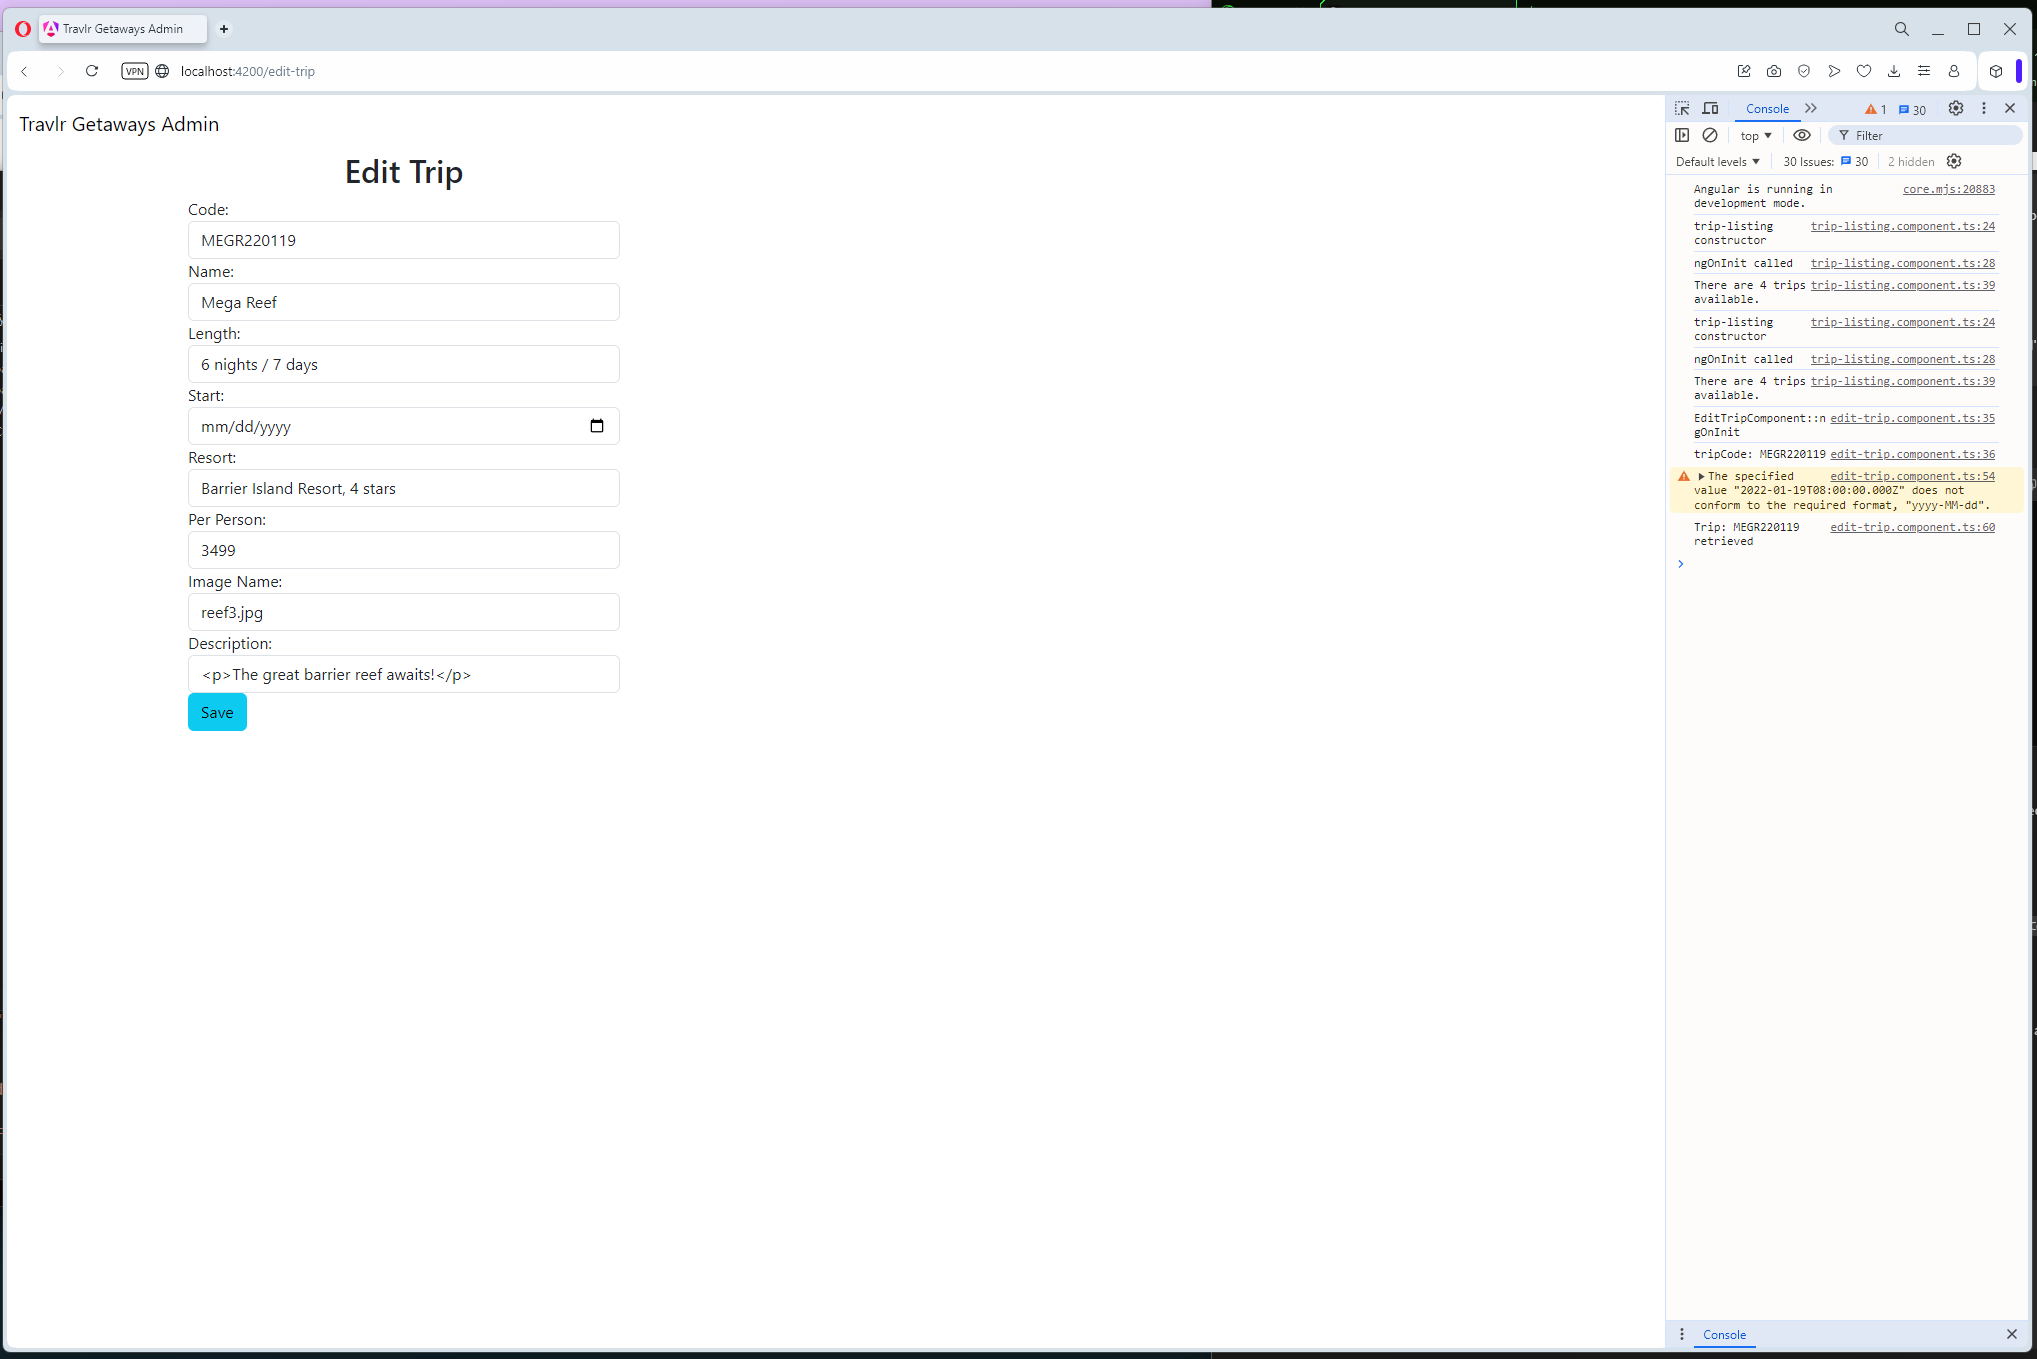 Travlr Getaways Admin
VPN
localhost:4200/edit-trip
Travlr Getaways Admin
Edit Trip
Code:
MEGR220119
Name:
Mega Reef
Length:
6 nights / 7 days
Start:
mm/dd/yyyy
Resort:
Barrier Island Resort, 4 stars
Per Person:
3499
Image Name:
reef3.jpg
Description:
<p>The great barrier reef awaits!</p>
Save
Console 1 30
top Filter
Default levels 30 Issues: 30 2 hidden
Angular is running in core.mjs:20883
development mode.
trip-listing trip-listing.component.ts:24
constructor
ngOnInit called trip-listing.component.ts:28
There are 4 trips trip-listing.component.ts:39
available.
trip-listing trip-listing.component.ts:24
constructor
ngOnInit called trip-listing.component.ts:28
There are 4 trips trip-listing.component.ts:39
available.
EditTripComponent::n edit-trip.component.ts:35
gOnInit
tripCode: MEGR220119 edit-trip.component.ts:36
The specified edit-trip.component.ts:54
value "2022-01-19T08:00:00.000Z" does not
conform to the required format, "yyyy-MM-dd".
Trip: MEGR220119 edit-trip.component.ts:60
retrieved
Console